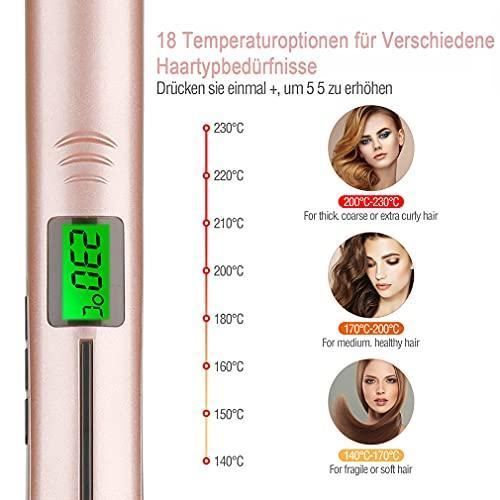 18 Temperaturoptionen für Verschiedene
Haartypbedürfnisse
Drücken sie einmal +, um 5 5 zu erhöhen
230°C
220°C
210°C
200°C
180°C
160°C
150°C
140°C
230°C
200°C-230°C
For thick, coarse or extra curly hair
170°C-200°C
For medium, healthy hair
140°C-170°C
For fragile or soft hair